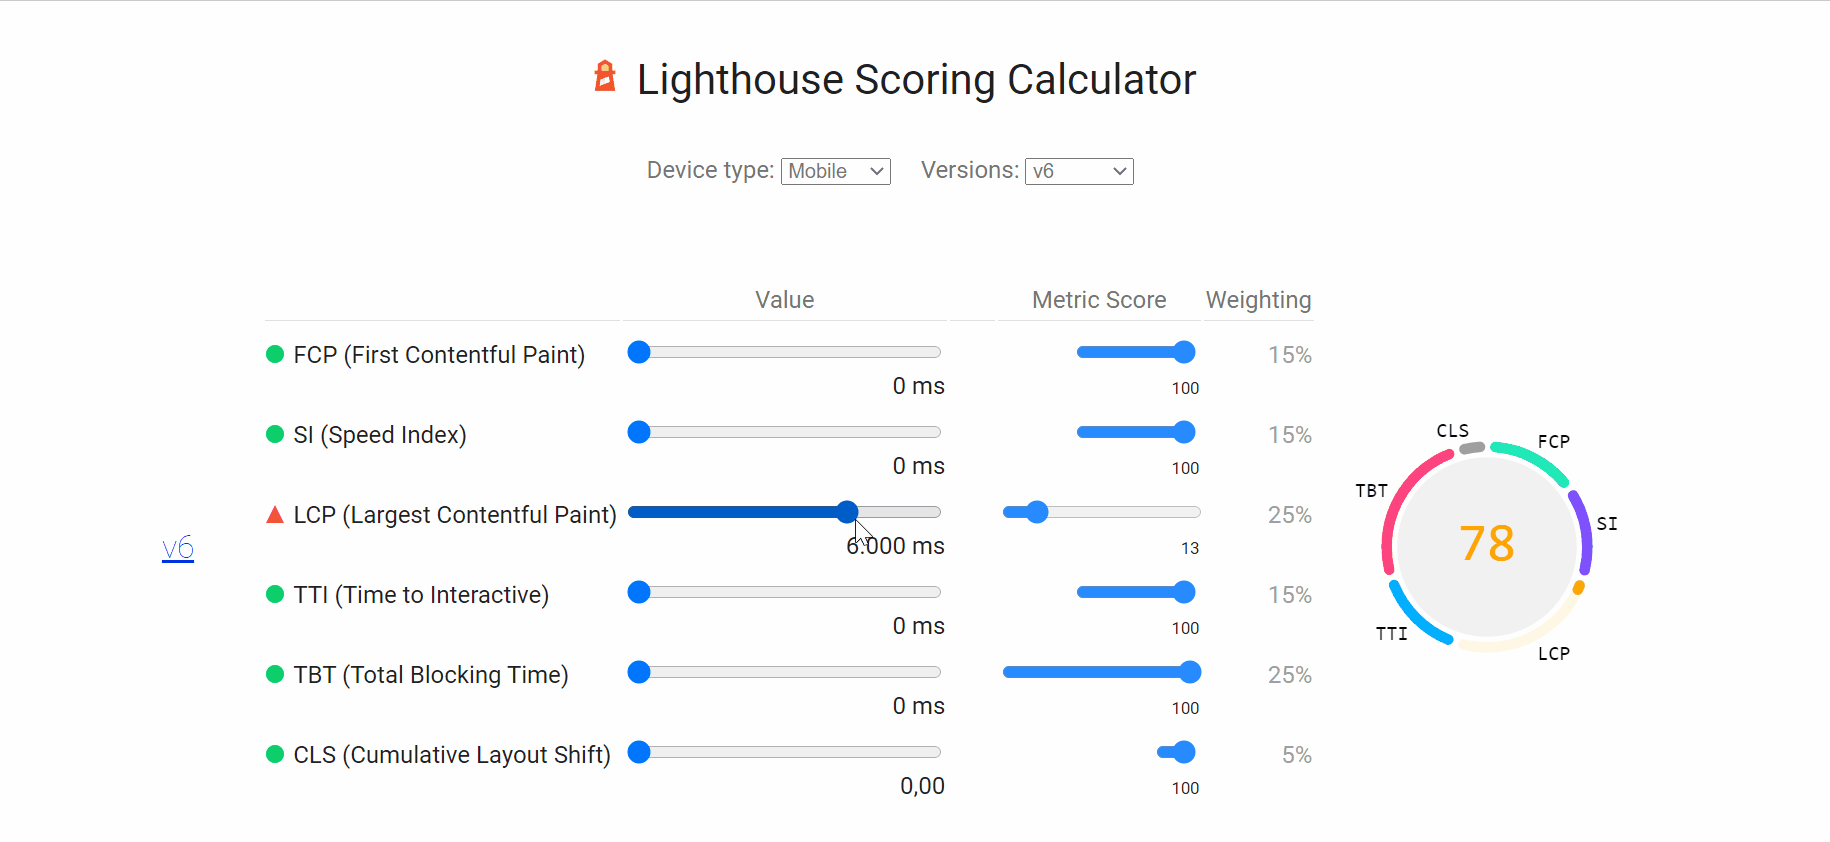 Lighthouse Scoring Calculator
Device type: Mobile Versions: v6
Value Metric Score Weighting
FCP (First Contentful Paint) 15%
0 ms 100
SI (Speed Index) 15%
0 ms 100
LCP (Largest Contentful Paint) 25%
6.000 ms 13
v6
TTI (Time to Interactive) 15%
0 ms 100
TBT (Total Blocking Time) 25%
0 ms 100
CLS (Cumulative Layout Shift) 5%
0,00 100
CLS
FCP
TBT
SI
78
TTI
LCP